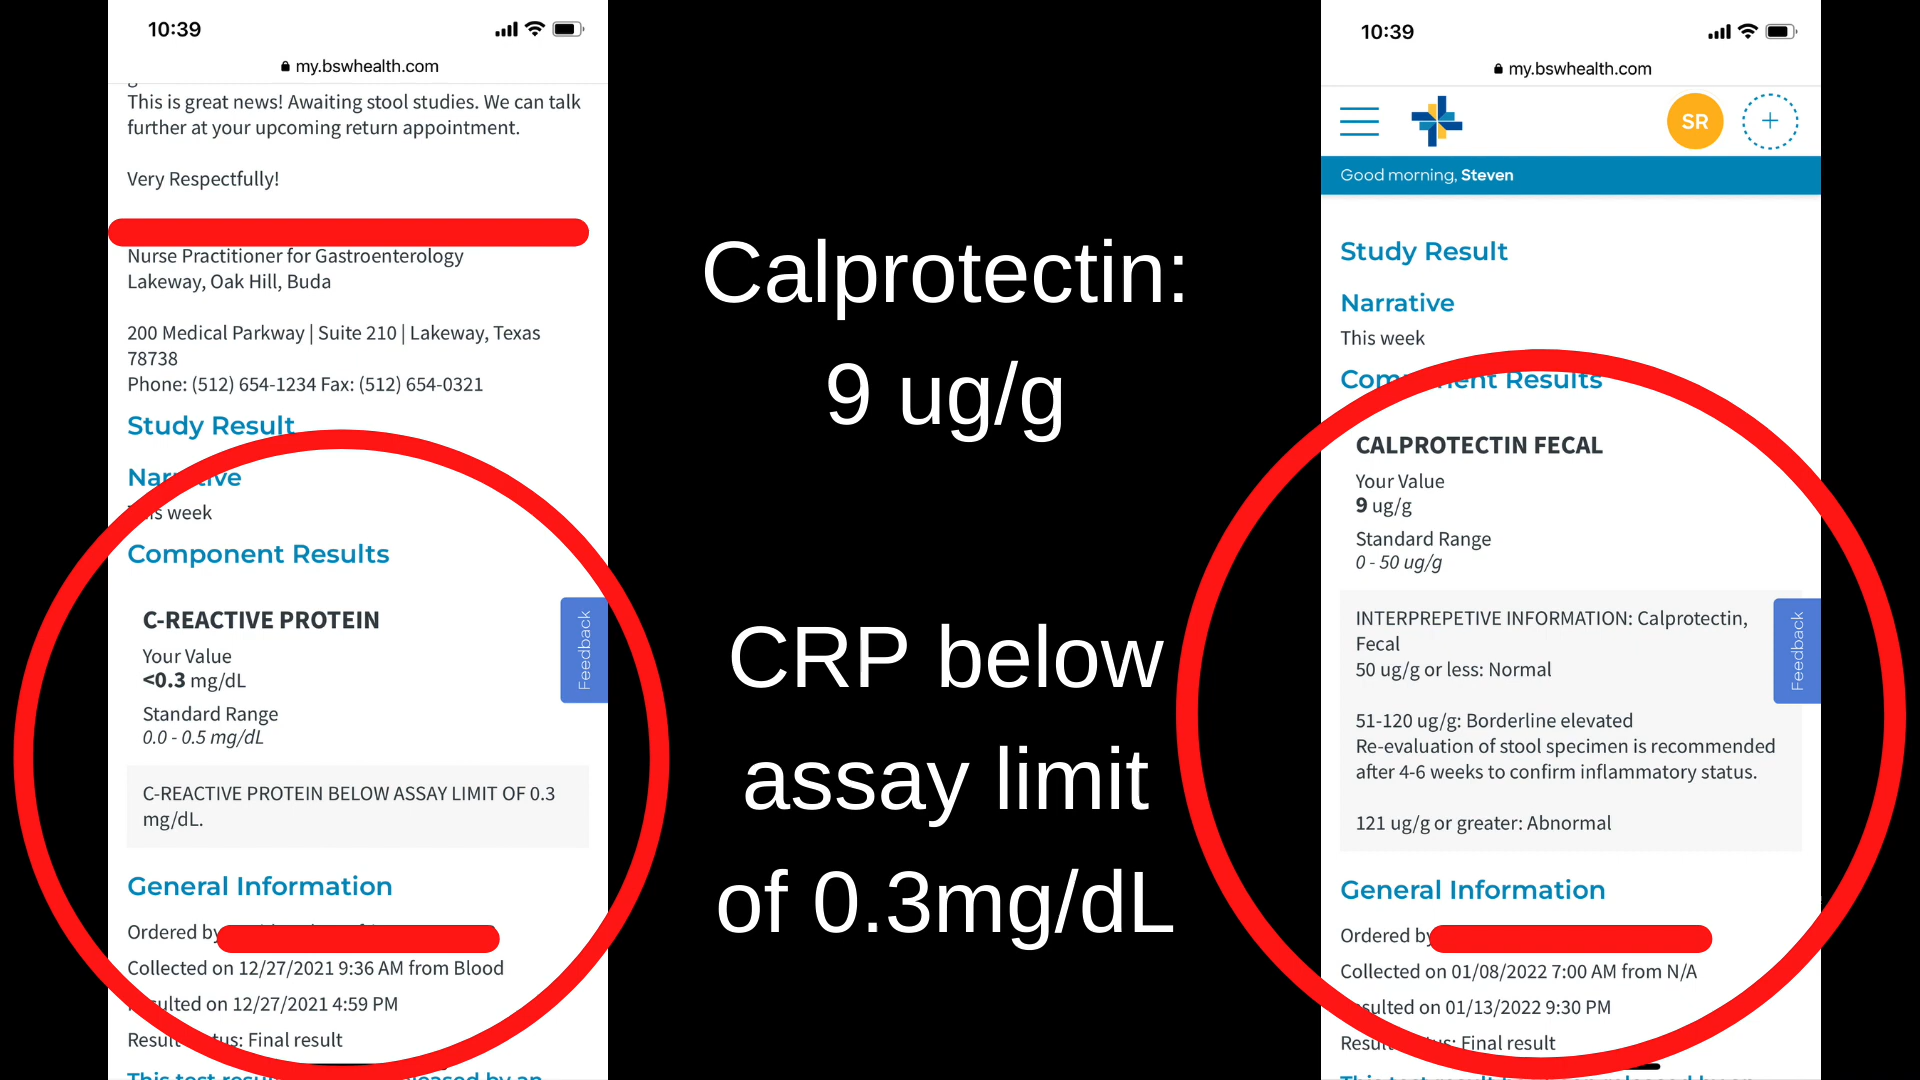 10:39
my.bswhealth.com
This is great news! Awaiting stool studies. We can talk
further at your upcoming return appointment.
Very Respectfully!
Nurse Practitioner for Gastroenterology
Lakeway, Oak Hill, Buda
200 Medical Parkway | Suite 210 | Lakeway, Texas
78738
Phone: (512) 654-1234 Fax: (512) 654-0321
Study Result
Narrative
This week
Component Results
C-REACTIVE PROTEIN
Your Value
<0.3 mg/dL
Standard Range
0.0 - 0.5 mg/dL
C-REACTIVE PROTEIN BELOW ASSAY LIMIT OF 0.3
mg/dL.
Feedback
General Information
Ordered by
Collected on 12/27/2021 9:36 AM from Blood
Resulted on 12/27/2021 4:59 PM
Result Status: Final result
This test
Calprotectin:
9 ug/g
CRP below
assay limit
of 0.3mg/dL
10:39
my.bswhealth.com
SR
+
Good morning, Steven
Study Result
Narrative
This week
Component Results
CALPROTECTIN FECAL
Your Value
9 ug/g
Standard Range
0 - 50 ug/g
INTERPREPETIVE INFORMATION: Calprotectin,
Fecal
50 ug/g or less: Normal
51-120 ug/g: Borderline elevated
Re-evaluation of stool specimen is recommended
after 4-6 weeks to confirm inflammatory status.
121 ug/g or greater: Abnormal
Feedback
General Information
Ordered by
Collected on 01/08/2022 7:00 AM from N/A
Resulted on 01/13/2022 9:30 PM
Result Status: Final result